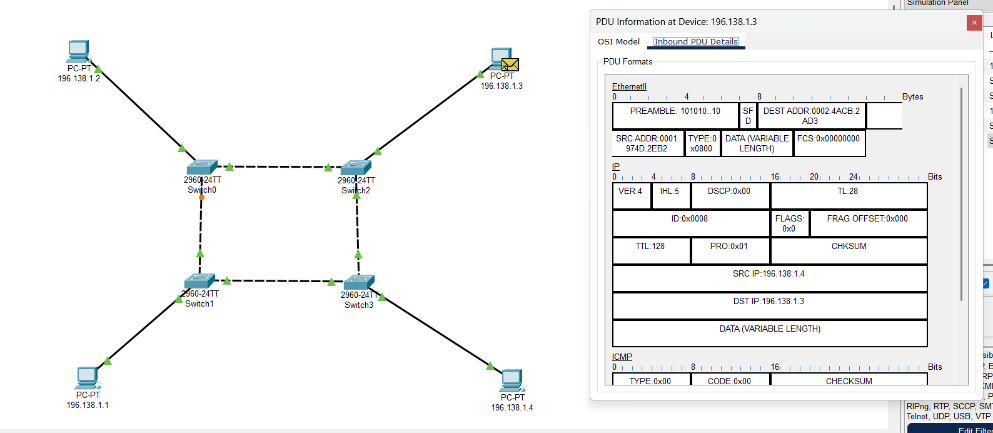 Simulation Panel
PDU Information at Device: 196.138.1.3
OSI Model Inbound PDU Details
PDU Formats
EthernetII
0 4 8 Bytes
PREAMBLE: 101010..10
SF
D
DEST ADDR:0002.4ACB.2
AD3
SRC ADDR:0001.
974D.2EB2
TYPE:0
x0800
DATA (VARIABLE
LENGTH)
FCS:0x00000000
IP
0 4 8 16 20 24 Bits
VER:4 IHL:5 DSCP:0x00 TL:28
ID:0x0008
FLAGS:
0x0
FRAG OFFSET:0x000
TTL:128 PRO:0x01 CHKSUM
SRC IP:196.138.1.4
DST IP:196.138.1.3
DATA (VARIABLE LENGTH)
ICMP
0 8 16 Bits
TYPE:0x00 CODE:0x00 CHECKSUM
RIPng, RTP, SCCP, SM
Telnet, UDP, USB, VTP
Edit Filte
PC-PT
196.138.1.2
PC-PT
196.138.1.3
2960-24TT
Switch0
2960-24TT
Switch2
2960-24TT
Switch1
2960-24TT
Switch3
PC-PT
196.138.1.1
PC-PT
196.138.1.4